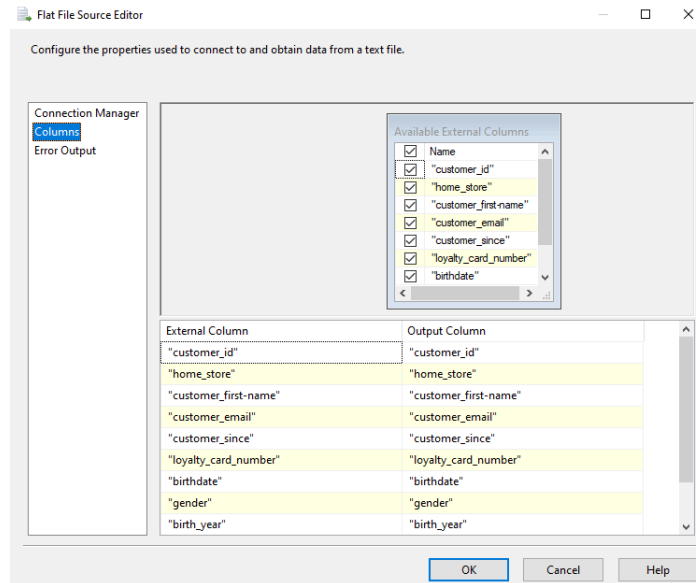 Flat File Source Editor
Configure the properties used to connect to and obtain data from a text file.
Connection Manager
Columns
Error Output
Available External Columns
Name
"customer_id"
"home_store"
"customer_first-name"
"customer_email"
"customer_since"
"loyalty_card_number"
"birthdate"
External Column Output Column
"customer_id" "customer_id"
"home_store" "home_store"
"customer_first-name" "customer_first-name"
"customer_email" "customer_email"
"customer_since" "customer_since"
"loyalty_card_number" "loyalty_card_number"
"birthdate" "birthdate"
"gender" "gender"
"birth_year" "birth_year"
OK Cancel Help